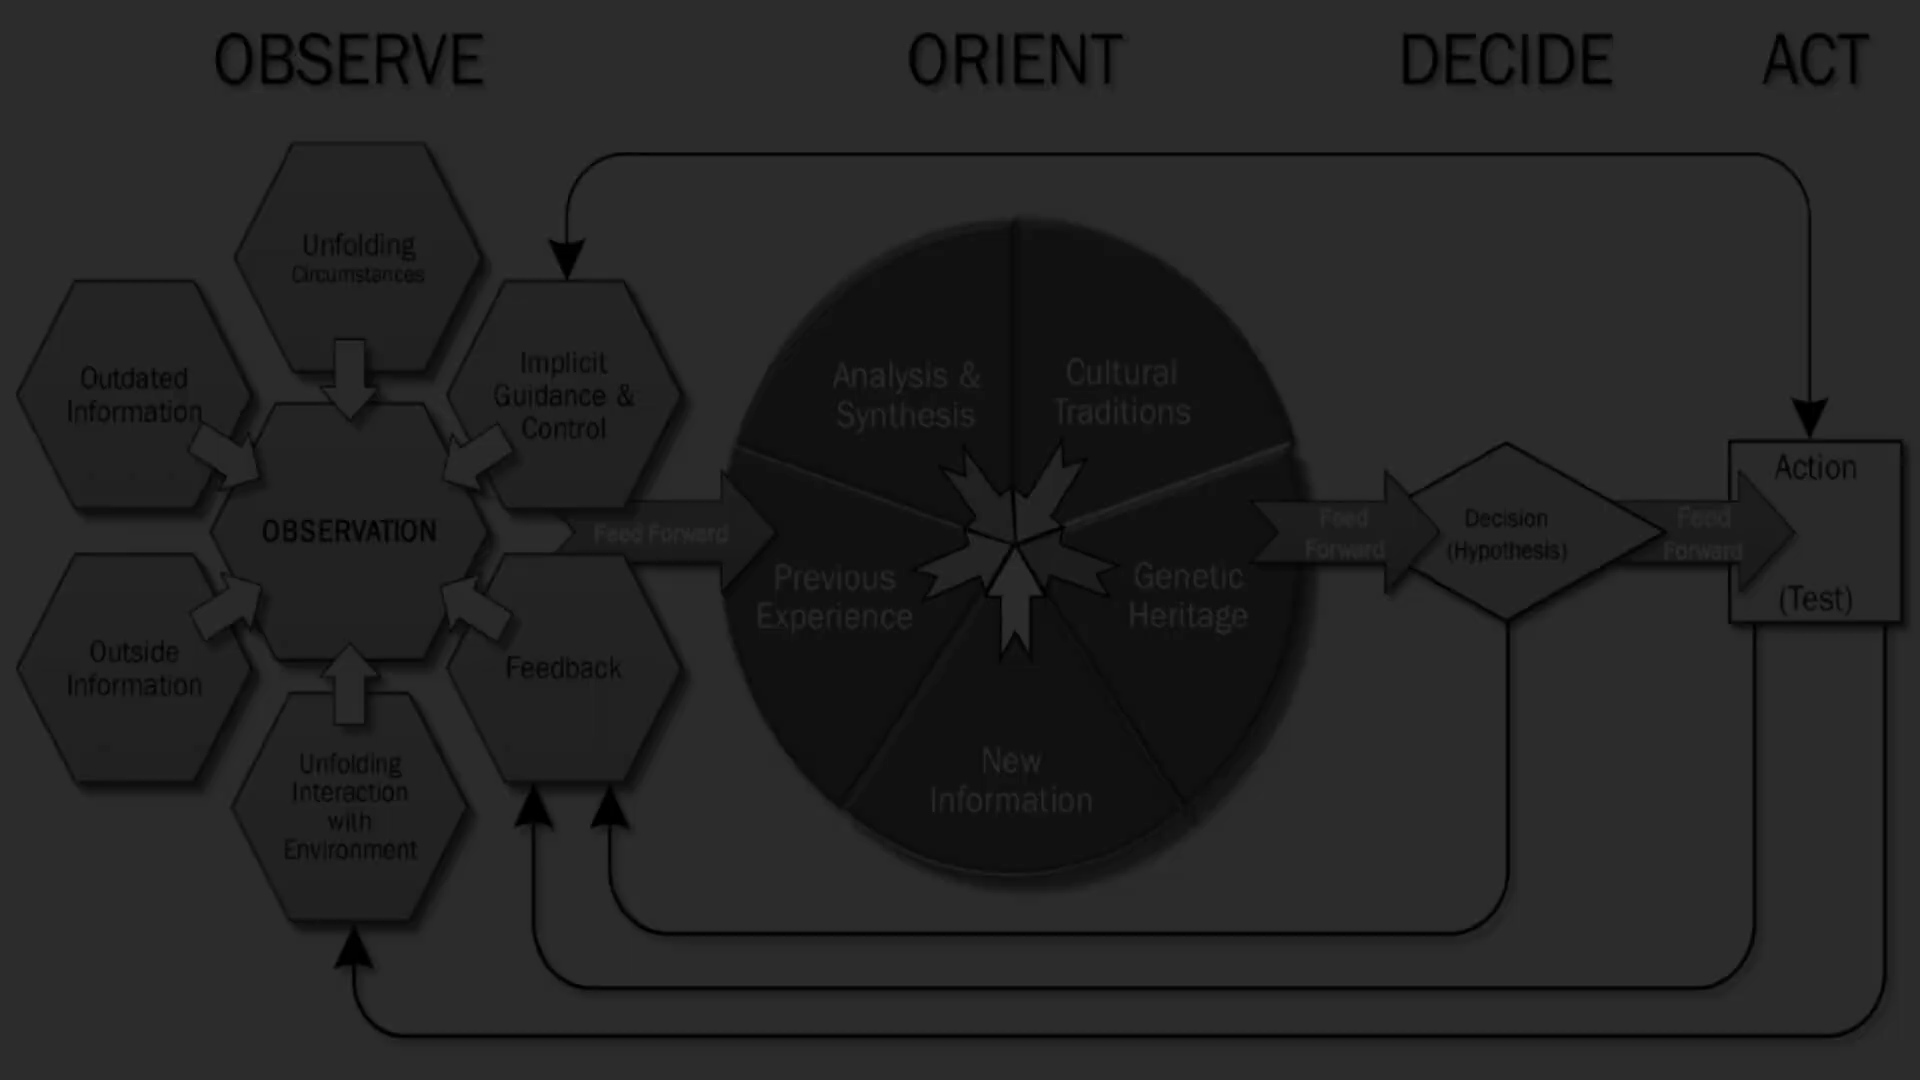 OBSERVE
ORIENT
DECIDE
ACT
Unfolding
Circumstances
Outdated
Information
Implicit
Guidance &
Control
OBSERVATION
Outside
Information
Feedback
Unfolding
Interaction
with
Environment
Feed Forward
Analysis &
Synthesis
Cultural
Traditions
Previous
Experience
Genetic
Heritage
New
Information
Feed
Forward
Decision
(Hypothesis)
Feed
Forward
Action
(Test)